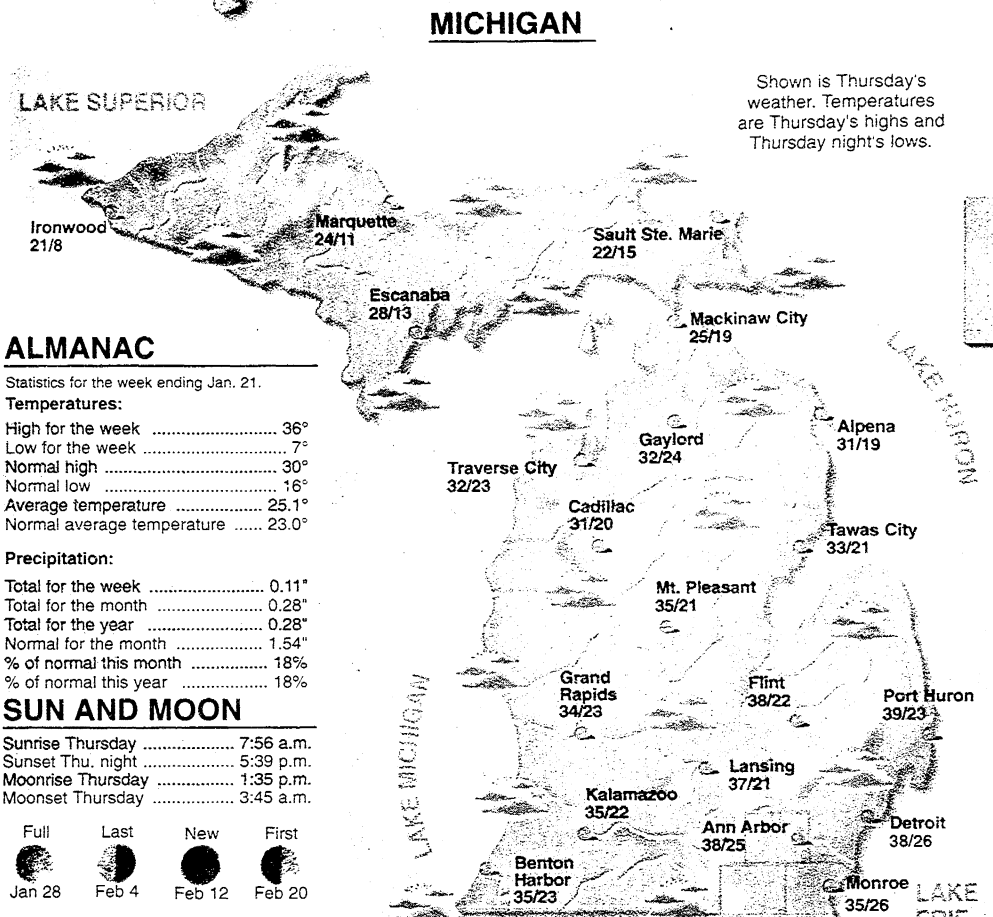 MICHIGAN
Shown is Thursday's
weather. Temperatures
are Thursday's highs and
Thursday night's lows.
LAKE SUPERIOR
Ironwood
21/8
Marquette
24/11
Sault Ste. Marie
22/15
Escanaba
28/13
Mackinaw City
25/19
LAKE HURON
Gaylord
32/24
Alpena
31/19
Traverse City
32/23
Cadillac
31/20
Tawas City
33/21
Mt. Pleasant
35/21
Grand
Rapids
34/23
Flint
38/22
Port Huron
39/23
LAKE MICHIGAN
Lansing
37/21
Kalamazoo
35/22
Ann Arbor
38/25
Detroit
38/26
Benton
Harbor
35/23
Monroe
35/26
LAKE
ERIE
ALMANAC
Statistics for the week ending Jan. 21.
Temperatures:
High for the week ........................ 36°
Low for the week ........................... 7°
Normal high ................................. 30°
Normal low ................................. 16°
Average temperature ................ 25.1°
Normal average temperature ...... 23.0°
Precipitation:
Total for the week ....................... 0.11"
Total for the month ..................... 0.28"
Total for the year ....................... 0.28"
Normal for the month .................. 1.54"
% of normal this month ............... 18%
% of normal this year .................. 18%
SUN AND MOON
Sunrise Thursday ................... 7:56 a.m.
Sunset Thu. night ................... 5:39 p.m.
Moonrise Thursday ................. 1:35 p.m.
Moonset Thursday ................. 3:45 a.m.
Full Last New First
Jan 28 Feb 4 Feb 12 Feb 20